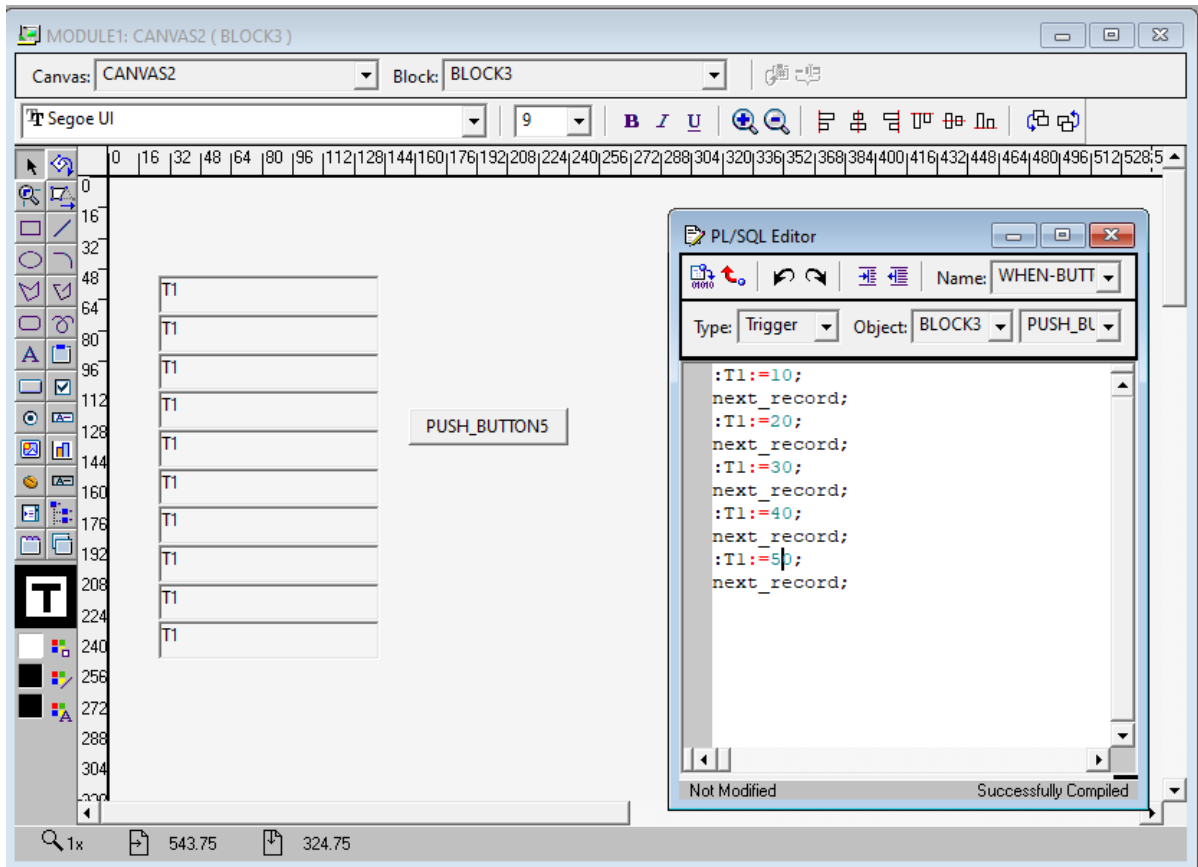 MODULE1: CANVAS2 ( BLOCK3 )
Canvas: CANVAS2 Block: BLOCK3
Segoe UI 9 B I U
0 16 32 48 64 80 96 112 128 144 160 176 192 208 224 240 256 272 288 304 320 336 352 368 384 400 416 432 448 464 480 496 512 528 5
0
16
32
48
64
80
96
112
128
144
160
176
192
208
224
240
256
272
288
304
T1
T1
T1
T1
T1
T1
T1
T1
T1
T1
PUSH_BUTTON5
PL/SQL Editor
Name: WHEN-BUTT
Type: Trigger Object: BLOCK3 PUSH_BU
:T1:=10;
next_record;
:T1:=20;
next_record;
:T1:=30;
next_record;
:T1:=40;
next_record;
:T1:=50;
next_record;
Not Modified Successfully Compiled
1x 543.75 324.75